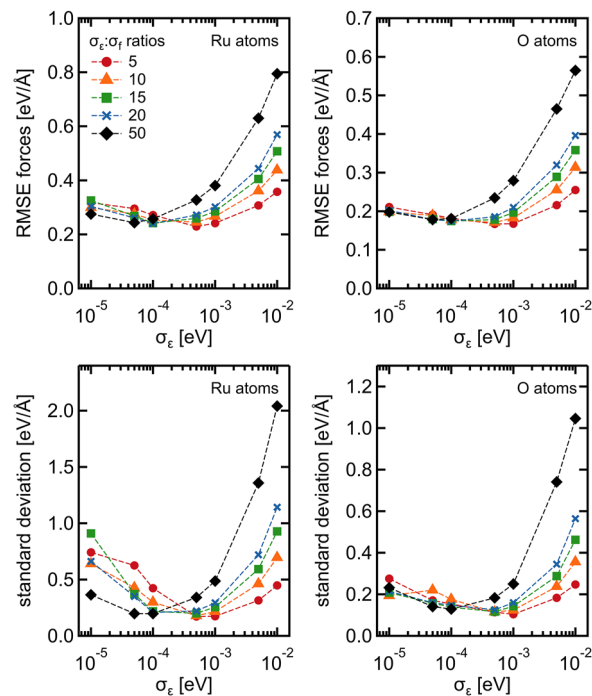 σε:σf ratios
5
10
15
20
50
Ru atoms
RMSE forces [eV/Å]
1.0
0.8
0.6
0.4
0.2
0.0
10⁻⁵ 10⁻⁴ 10⁻³ 10⁻²
σε [eV]
O atoms
RMSE forces [eV/Å]
0.7
0.6
0.5
0.4
0.3
0.2
0.1
0.0
10⁻⁵ 10⁻⁴ 10⁻³ 10⁻²
σε [eV]
Ru atoms
standard deviation [eV/Å]
2.0
1.5
1.0
0.5
0.0
10⁻⁵ 10⁻⁴ 10⁻³ 10⁻²
σε [eV]
O atoms
standard deviation [eV/Å]
1.2
1.0
0.8
0.6
0.4
0.2
0.0
10⁻⁵ 10⁻⁴ 10⁻³ 10⁻²
σε [eV]